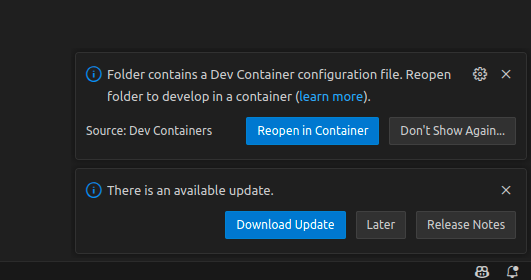 Folder contains a Dev Container configuration file. Reopen
folder to develop in a container (learn more).
Source: Dev Containers
Reopen in Container
Don't Show Again...
There is an available update.
Download Update
Later
Release Notes